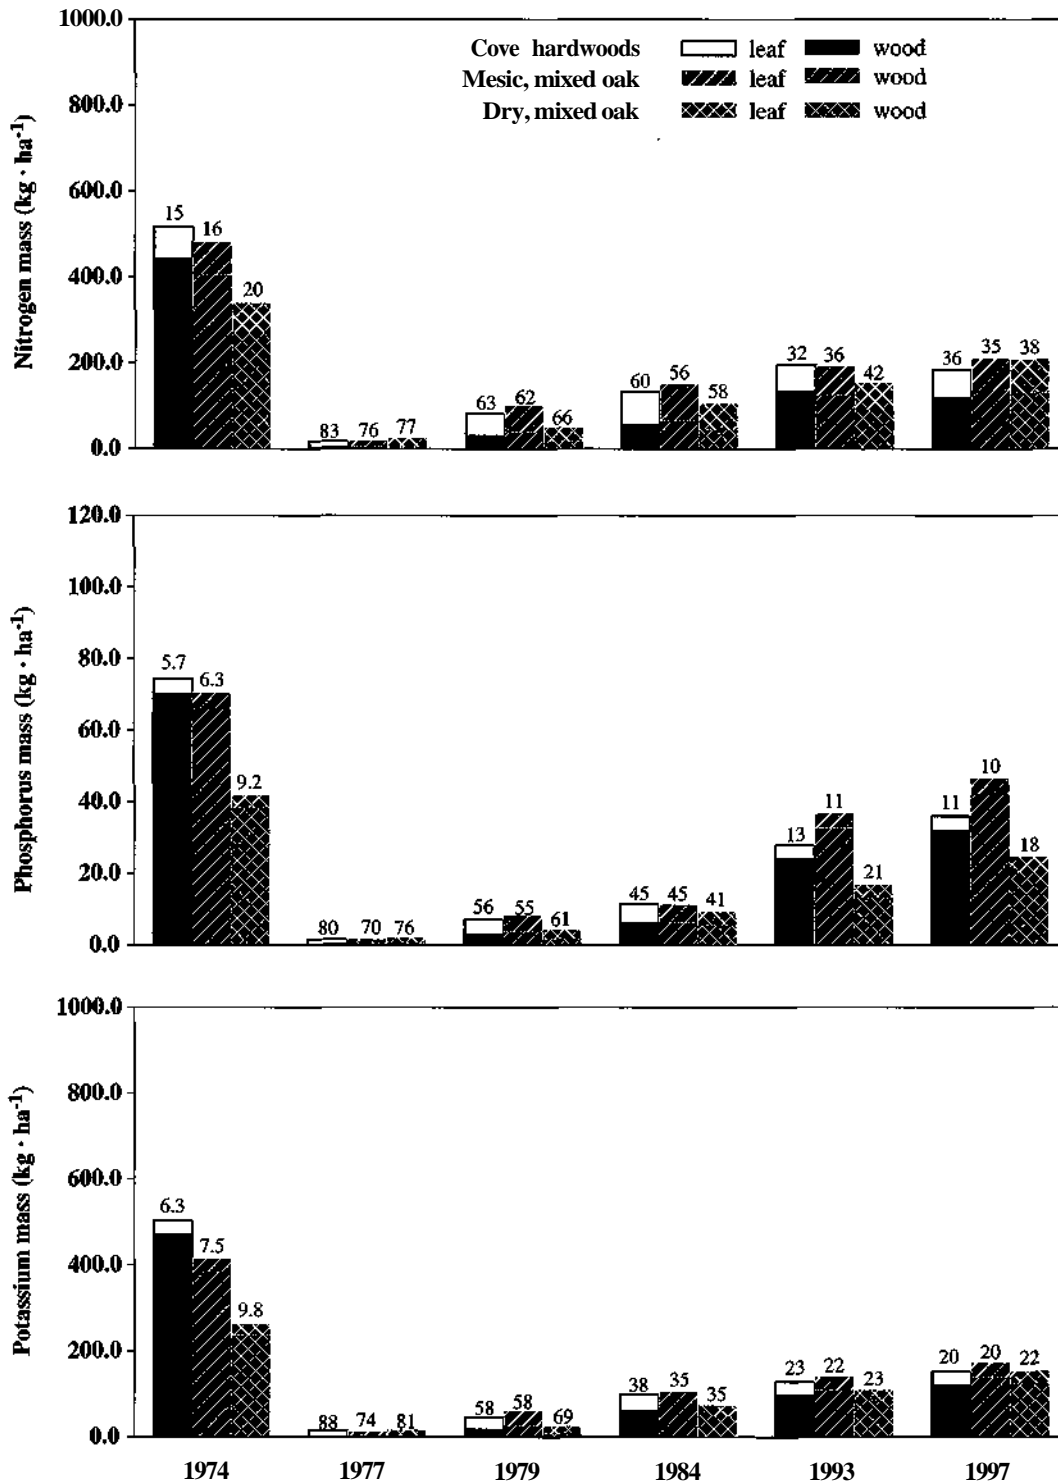 1000.0
Cove hardwoods leaf wood
Mesic, mixed oak leaf wood
Dry, mixed oak leaf wood
800.0
600.0
400.0
200.0
0.0
Nitrogen mass (kg · ha⁻¹)
15 16 20
83 76 77
63 62 66
60 56 58
32 36 42
36 35 38
120.0
100.0
80.0
60.0
40.0
20.0
0.0
Phosphorus mass (kg · ha⁻¹)
5.7 6.3 9.2
80 70 76
56 55 61
45 45 41
13 11 21
11 10 18
1000.0
800.0
600.0
400.0
200.0
0.0
Potassium mass (kg · ha⁻¹)
6.3 7.5 9.8
88 74 81
58 58 69
38 35 35
23 22 23
20 20 22
1974 1977 1979 1984 1993 1997